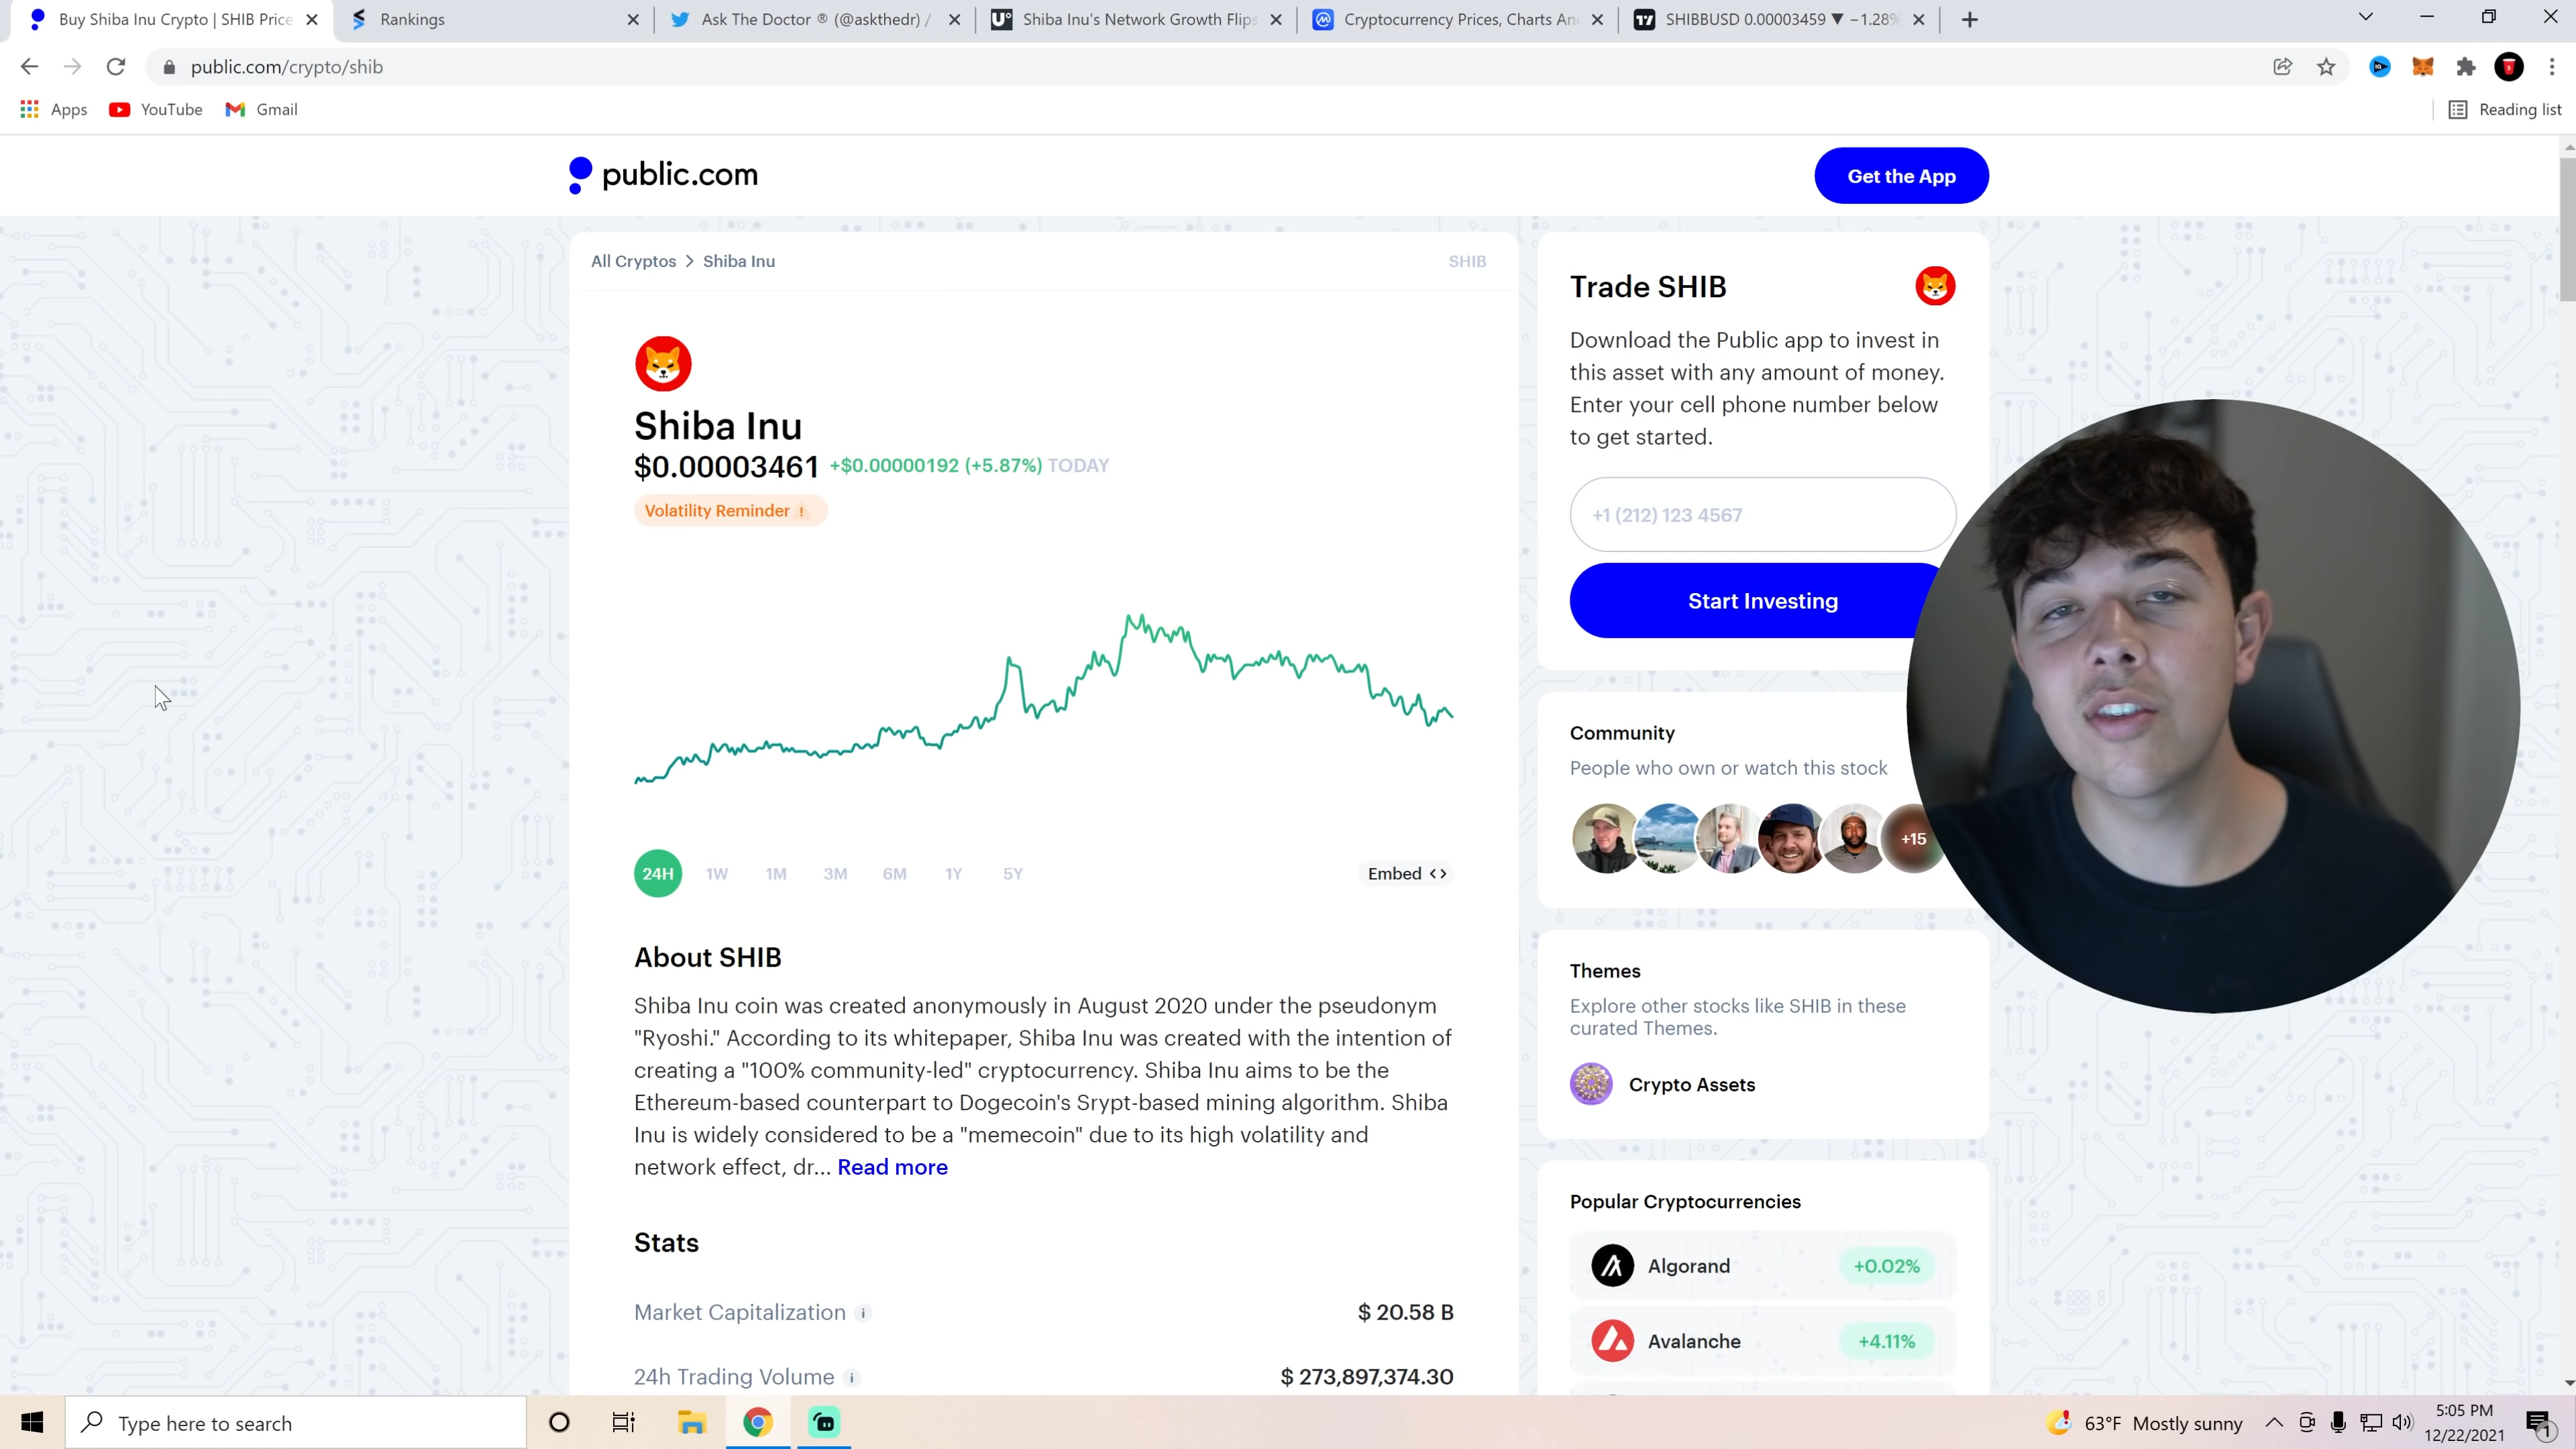 Buy Shiba Inu Crypto | SHIB Price
Rankings
Ask The Doctor ® (@askthedr) /
Shiba Inu's Network Growth Flips
Cryptocurrency Prices, Charts An
SHIBBUSD 0.00003459 ▼ −1.28%
public.com/crypto/shib
Apps
YouTube
Gmail
Reading list
public.com
Get the App
All Cryptos > Shiba Inu
SHIB
Shiba Inu
$0.00003461 +$0.00000192 (+5.87%) TODAY
Volatility Reminder
24H 1W 1M 3M 6M 1Y 5Y
Embed <>
About SHIB
Shiba Inu coin was created anonymously in August 2020 under the pseudonym
"Ryoshi." According to its whitepaper, Shiba Inu was created with the intention of
creating a "100% community-led" cryptocurrency. Shiba Inu aims to be the
Ethereum-based counterpart to Dogecoin's Srypt-based mining algorithm. Shiba
Inu is widely considered to be a "memecoin" due to its high volatility and
network effect, dr... Read more
Stats
Market Capitalization i $ 20.58 B
24h Trading Volume i $ 273,897,374.30
Trade SHIB
Download the Public app to invest in
this asset with any amount of money.
Enter your cell phone number below
to get started.
+1 (212) 123 4567
Start Investing
Community
People who own or watch this stock
+15
Themes
Explore other stocks like SHIB in these
curated Themes.
Crypto Assets
Popular Cryptocurrencies
Algorand +0.02%
Avalanche +4.11%
Type here to search
63°F Mostly sunny
5:05 PM
12/22/2021
1